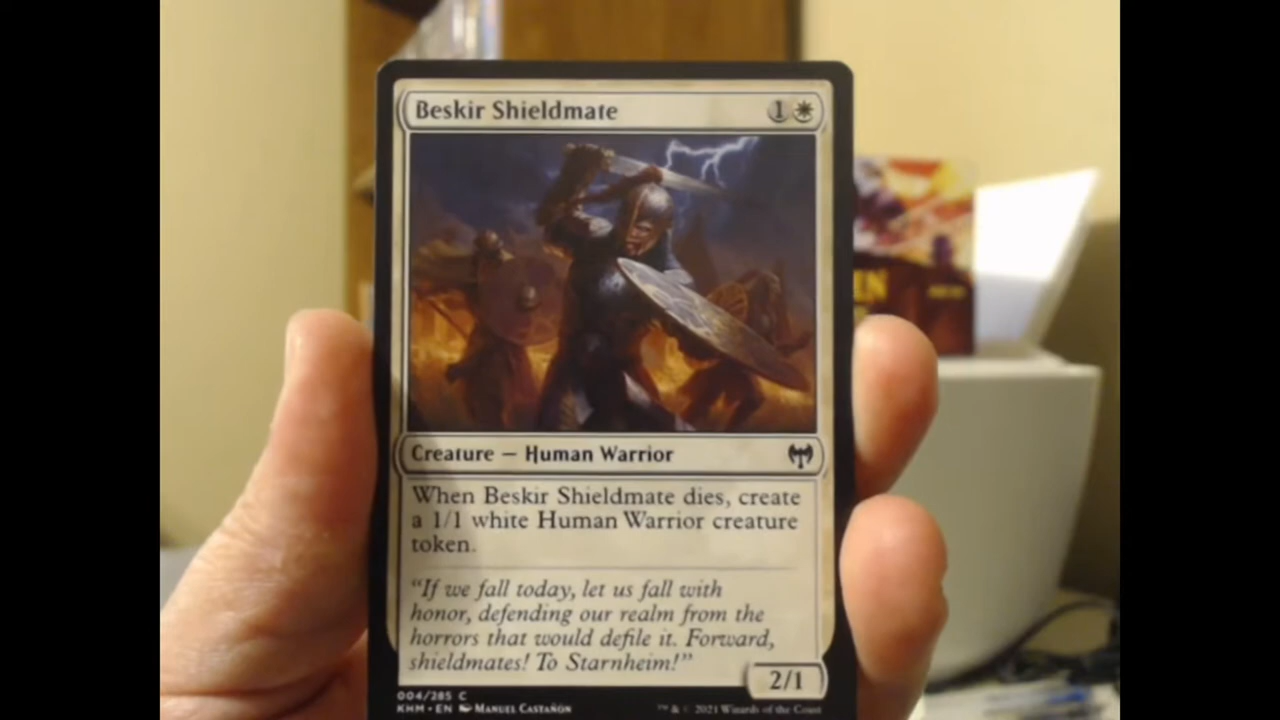 Beskir Shieldmate 1
Creature — Human Warrior
When Beskir Shieldmate dies, create
a 1/1 white Human Warrior creature
token.
“If we fall today, let us fall with
honor, defending our realm from the
horrors that would defile it. Forward,
shieldmates! To Starnheim!”
2/1
004/285 C
KHM • EN Manuel Castañón
™ & © 2021 Wizards of the Coast